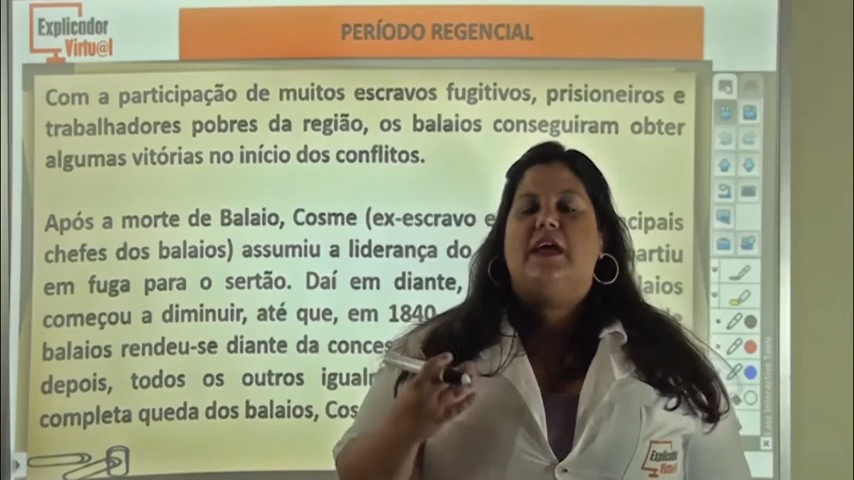 Explicador
Virtu@l
PERÍODO REGENCIAL
Com a participação de muitos escravos fugitivos, prisioneiros e
trabalhadores pobres da região, os balaios conseguiram obter
algumas vitórias no início dos conflitos.
Após a morte de Balaio, Cosme (ex-escravo e
chefes dos balaios) assumiu a liderança do
em fuga para o sertão. Daí em diante,
começou a diminuir, até que, em 1840
balaios rendeu-se diante da
depois, todos os outros
completa queda dos balaios,
Explicador
Virtu@l